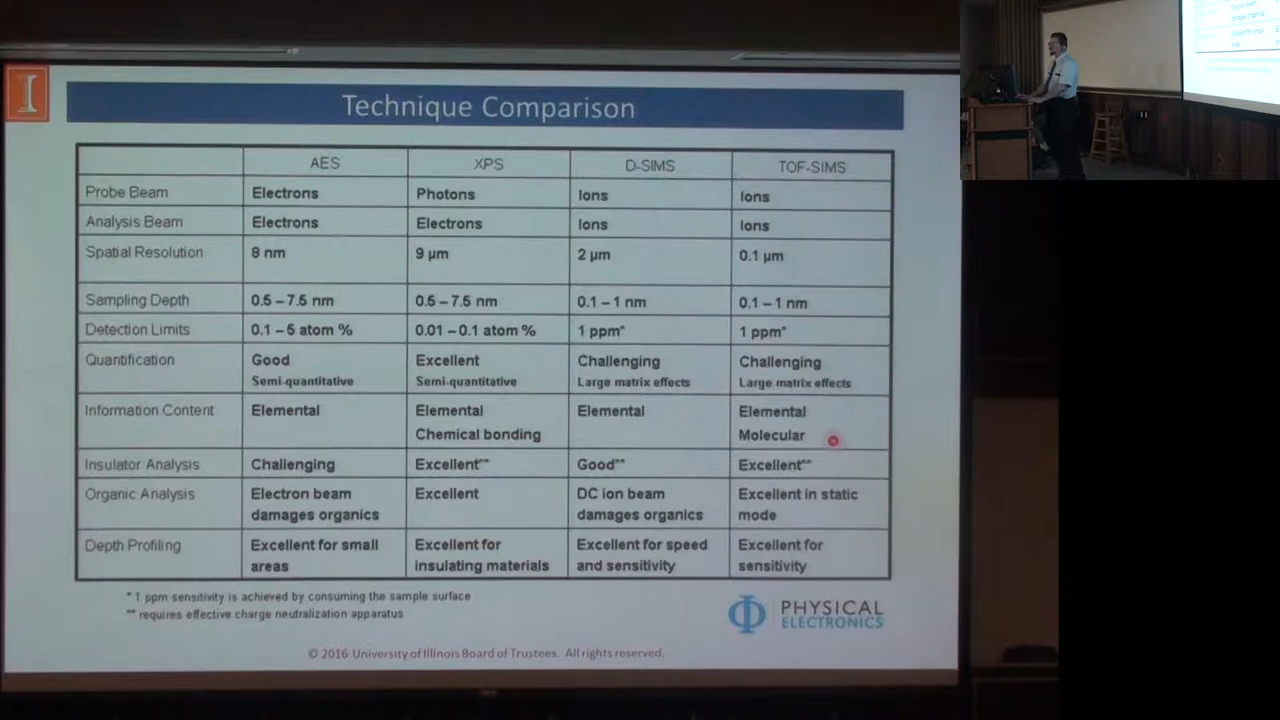 I
Technique Comparison
AES XPS D-SIMS TOF-SIMS
Probe Beam Electrons Photons Ions Ions
Analysis Beam Electrons Electrons Ions Ions
Spatial Resolution 8 nm 9 µm 2 µm 0.1 µm
Sampling Depth 0.5 – 7.5 nm 0.5 – 7.5 nm 0.1 – 1 nm 0.1 – 1 nm
Detection Limits 0.1 – 5 atom % 0.01 – 0.1 atom % 1 ppm* 1 ppm*
Quantification Good Excellent Challenging Challenging
Semi-quantitative Semi-quantitative Large matrix effects Large matrix effects
Information Content Elemental Elemental Elemental Elemental
Chemical bonding Molecular
Insulator Analysis Challenging Excellent** Good** Excellent**
Organic Analysis Electron beam Excellent DC ion beam Excellent in static
damages organics damages organics mode
Depth Profiling Excellent for small Excellent for Excellent for speed Excellent for
areas insulating materials and sensitivity sensitivity
* 1 ppm sensitivity is achieved by consuming the sample surface
** requires effective charge neutralization apparatus
PHYSICAL
ELECTRONICS
© 2016 University of Illinois Board of Trustees. All rights reserved.